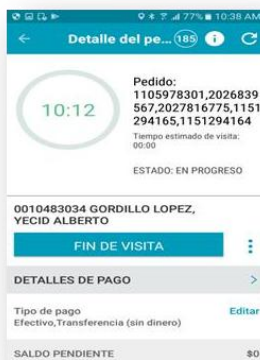 77% 10:38 AM
Detalle del pe... 185
10:12
Pedido:
1105978301,2026839
567,2027816775,1151
294165,1151294164
Tiempo estimado de visita:
00:00
ESTADO: EN PROGRESO
0010483034 GORDILLO LOPEZ,
YECID ALBERTO
FIN DE VISITA
DETALLES DE PAGO
Tipo de pago
Editar
Efectivo,Transferencia (sin dinero)
SALDO PENDIENTE
$0